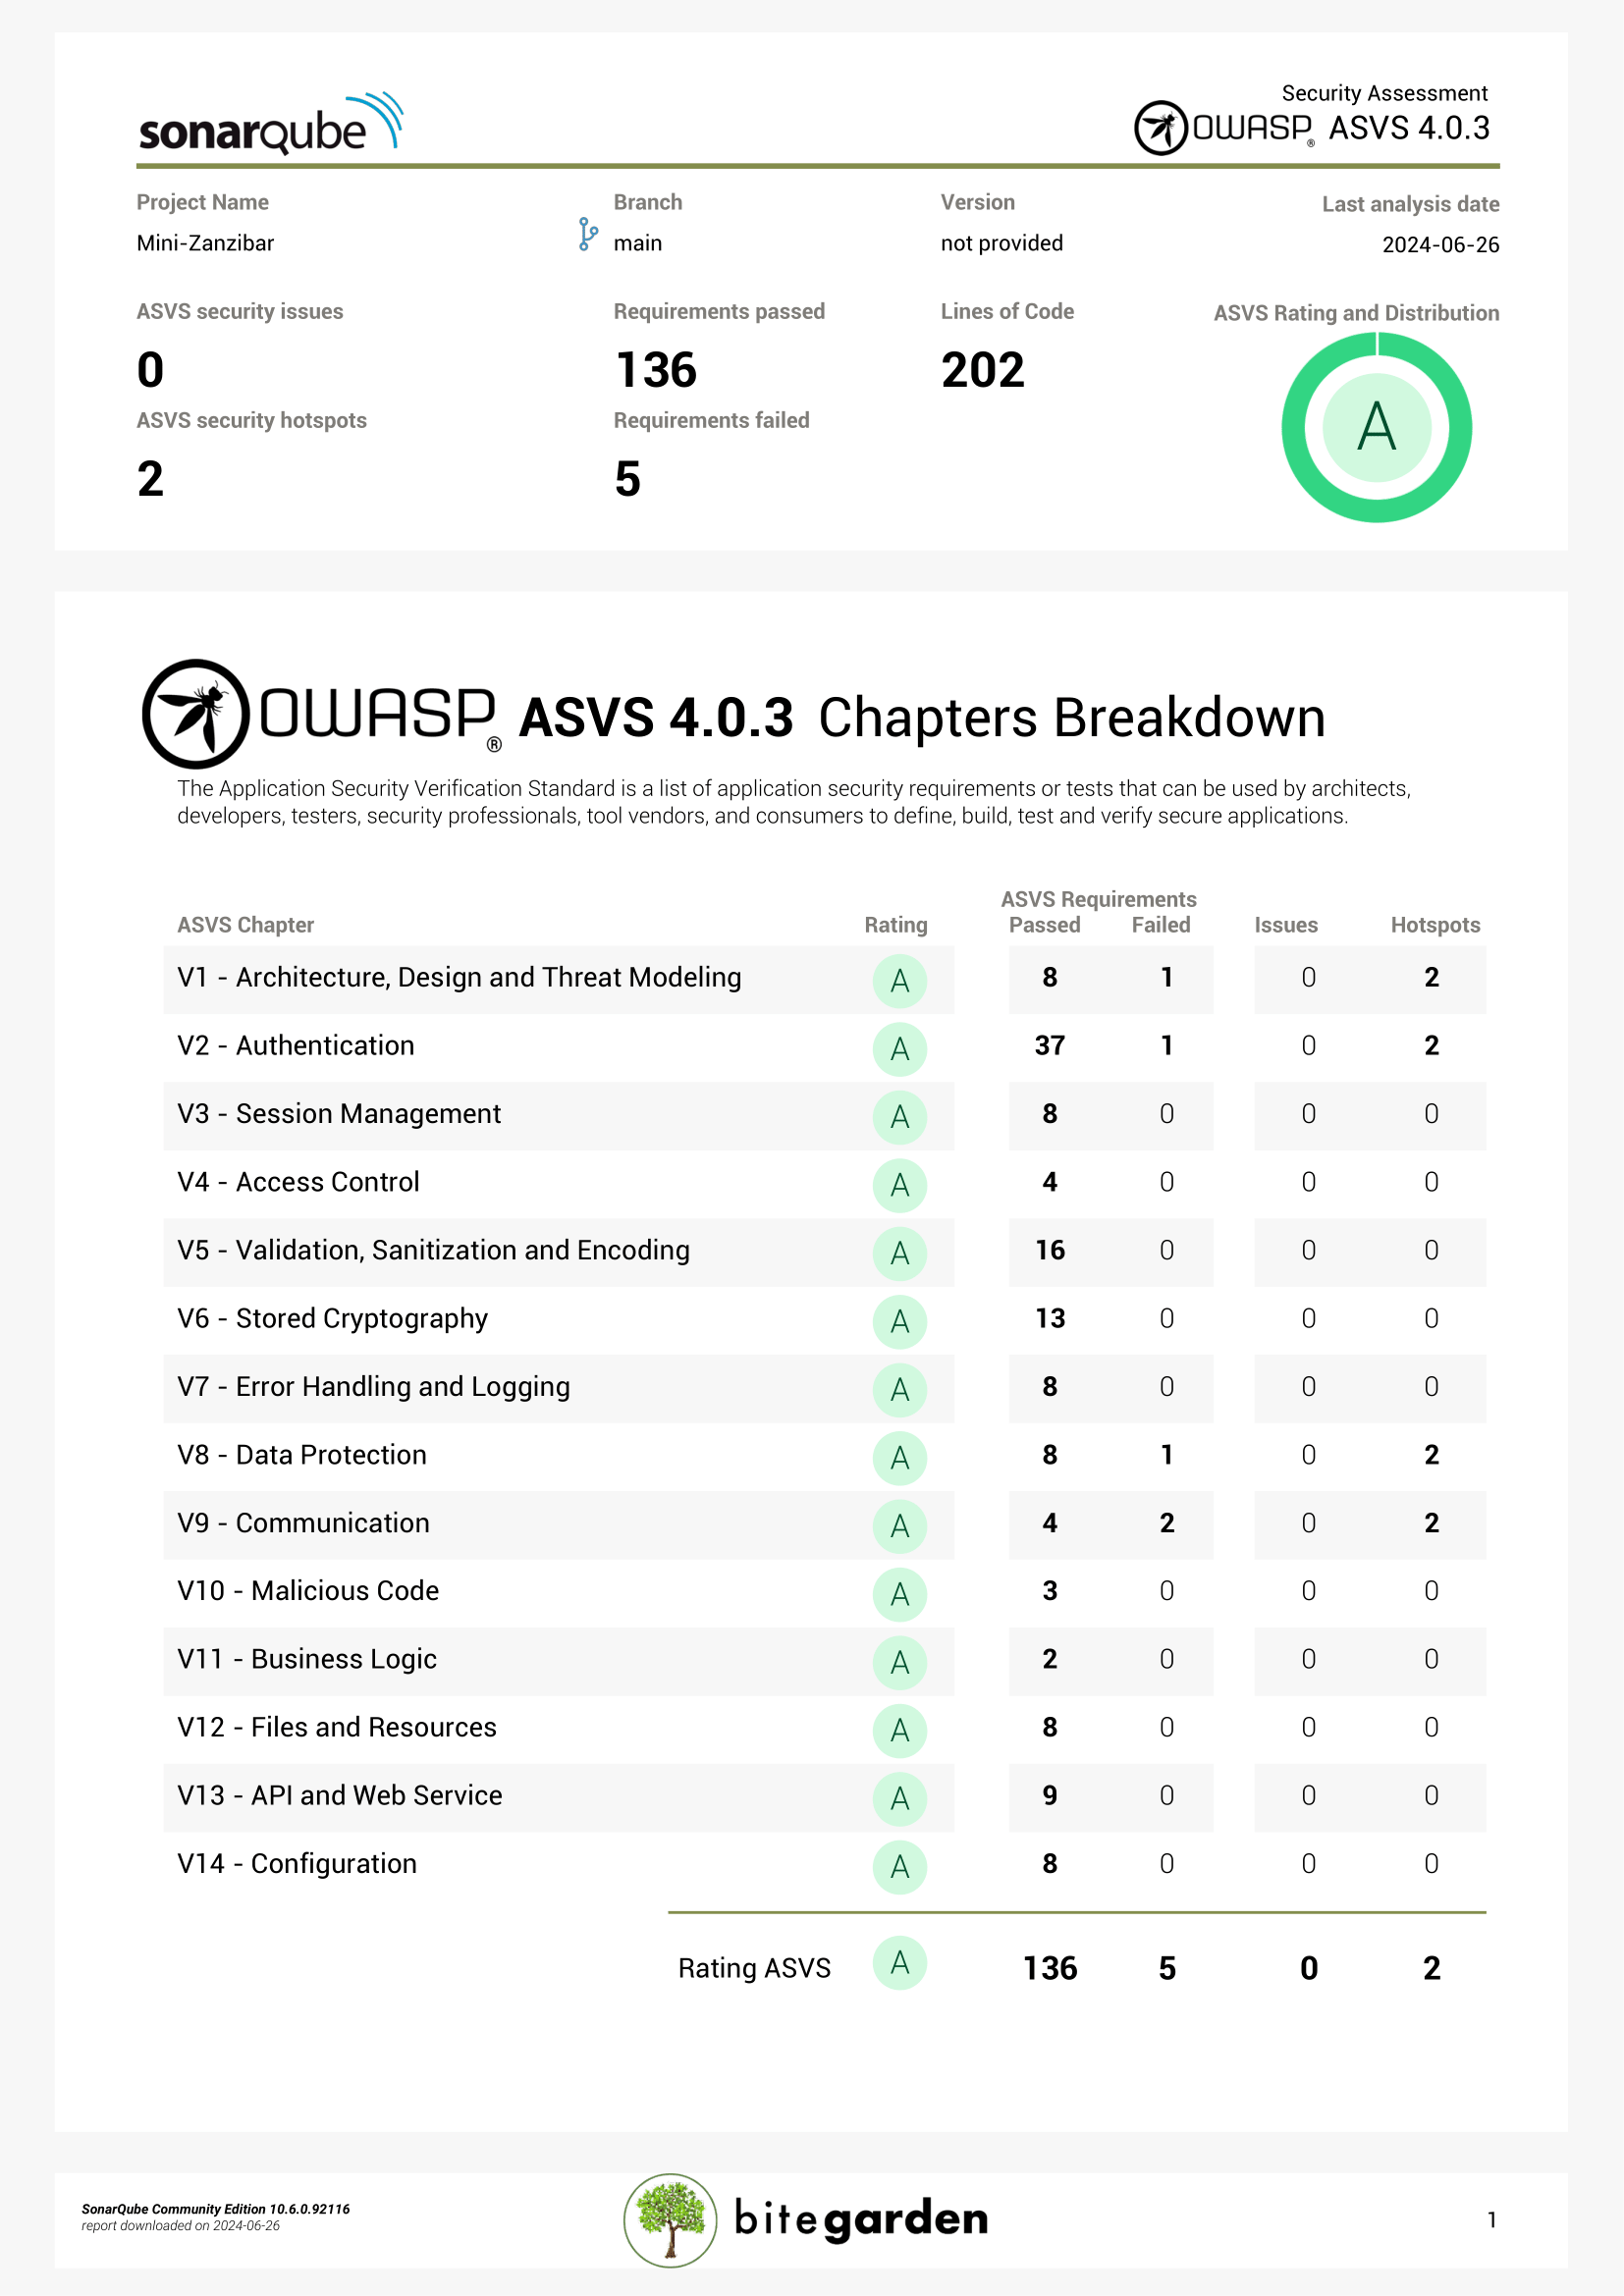 sonarqube
Security Assessment
OWASP® ASVS 4.0.3
Project Name Branch Version Last analysis date
Mini-Zanzibar main not provided 2024-06-26
ASVS security issues Requirements passed Lines of Code ASVS Rating and Distribution
0 136 202
A
ASVS security hotspots Requirements failed
2 5
OWASP® ASVS 4.0.3 Chapters Breakdown
The Application Security Verification Standard is a list of application security requirements or tests that can be used by architects,
developers, testers, security professionals, tool vendors, and consumers to define, build, test and verify secure applications.
ASVS Requirements
ASVS Chapter Rating Passed Failed Issues Hotspots
V1 - Architecture, Design and Threat Modeling A 8 1 0 2
V2 - Authentication A 37 1 0 2
V3 - Session Management A 8 0 0 0
V4 - Access Control A 4 0 0 0
V5 - Validation, Sanitization and Encoding A 16 0 0 0
V6 - Stored Cryptography A 13 0 0 0
V7 - Error Handling and Logging A 8 0 0 0
V8 - Data Protection A 8 1 0 2
V9 - Communication A 4 2 0 2
V10 - Malicious Code A 3 0 0 0
V11 - Business Logic A 2 0 0 0
V12 - Files and Resources A 8 0 0 0
V13 - API and Web Service A 9 0 0 0
V14 - Configuration A 8 0 0 0
Rating ASVS A 136 5 0 2
SonarQube Community Edition 10.6.0.92116
report downloaded on 2024-06-26
bitegarden
1